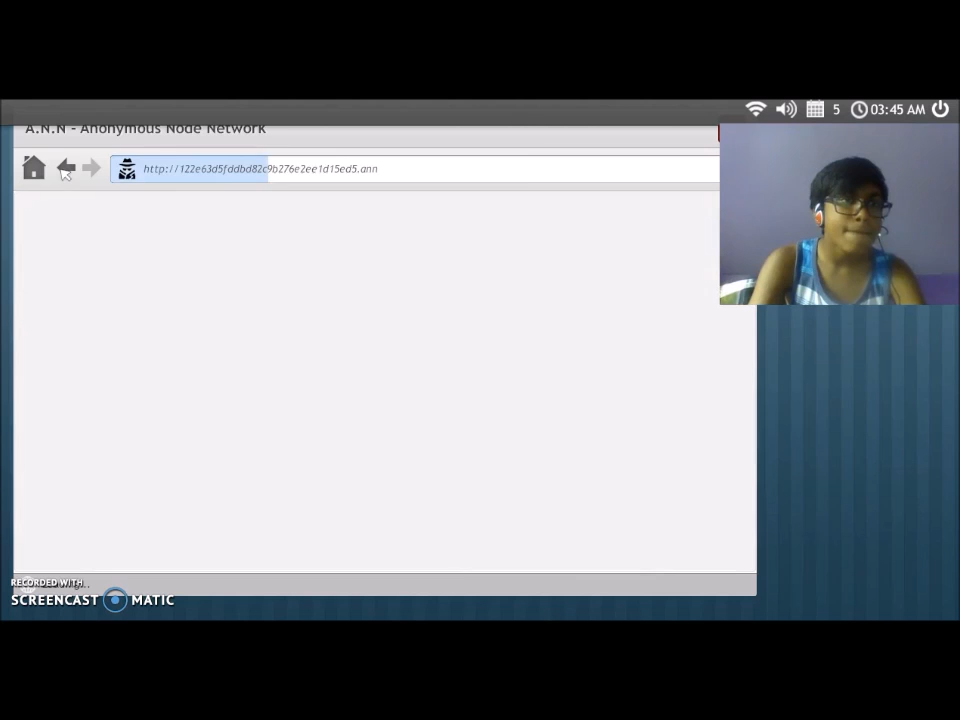 5 03:45 AM
A.N.N - Anonymous Node Network
http://122e63d5fddbd82c9b276e2ee1d15ed5.ann
RECORDED WITH
SCREENCAST MATIC